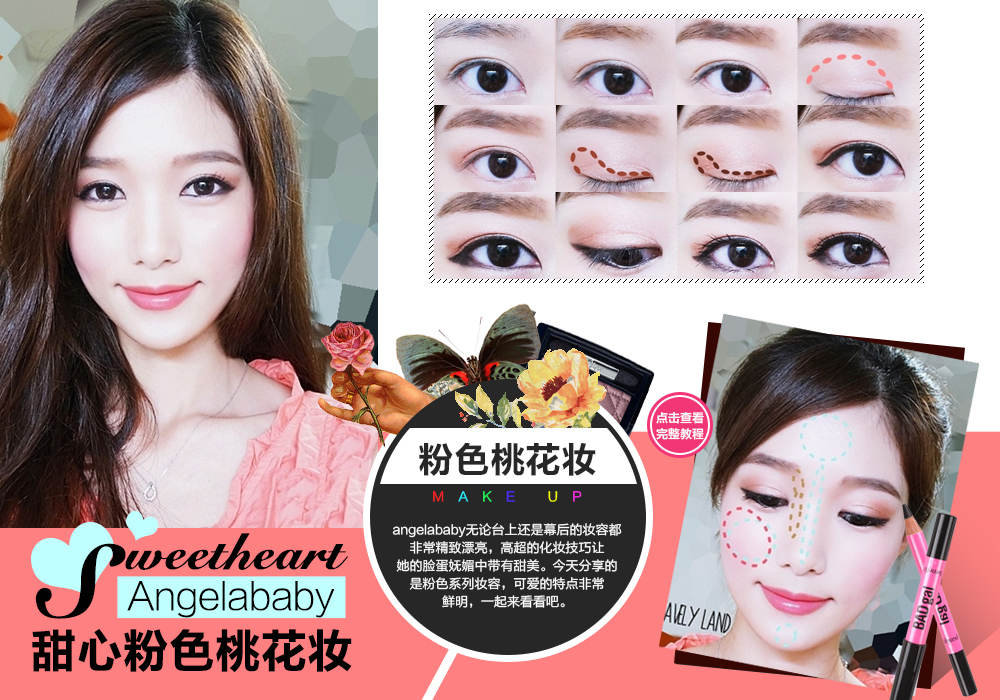 粉色桃花妆
MAKE UP
angelababy无论台上还是幕后的妆容都
非常精致漂亮，高超的化妆技巧让
她的脸蛋妩媚中带有甜美。今天分享的
是粉色系列妆容，可爱的特点非常
鲜明，一起来看看吧。
点击查看
完整教程
Sweetheart
Angelababy
甜心粉色桃花妆
AVELY LAND
BAD gal